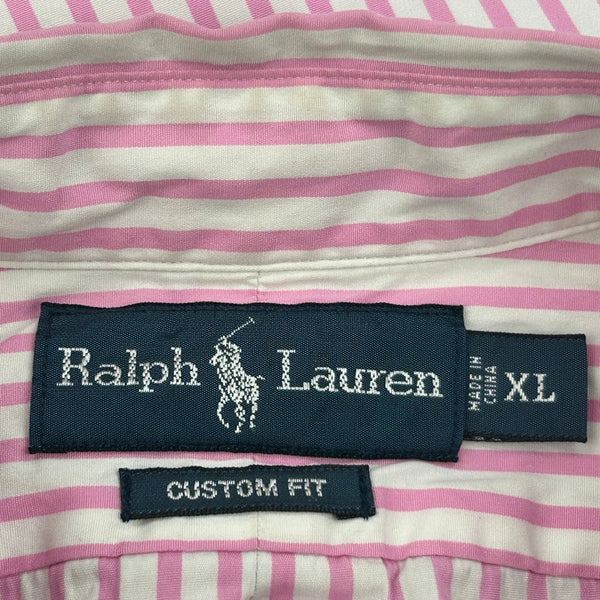 Ralph Lauren
MADE IN
CHINA
XL
CUSTOM FIT